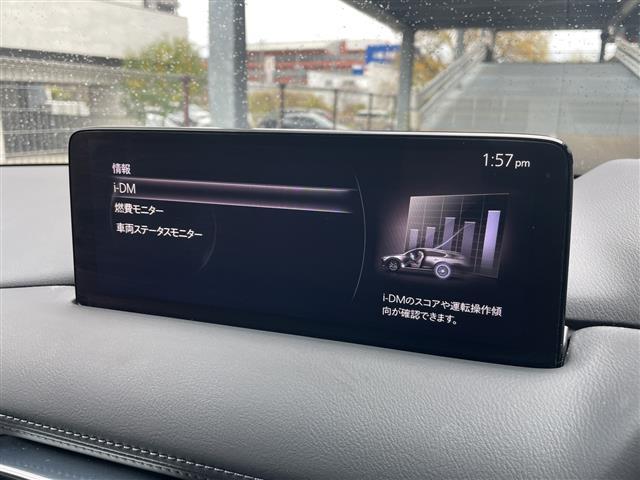 情報
1:57 pm
i-DM
燃費モニター
車両ステータスモニター
i-DMのスコアや運転操作傾
向が確認できます。